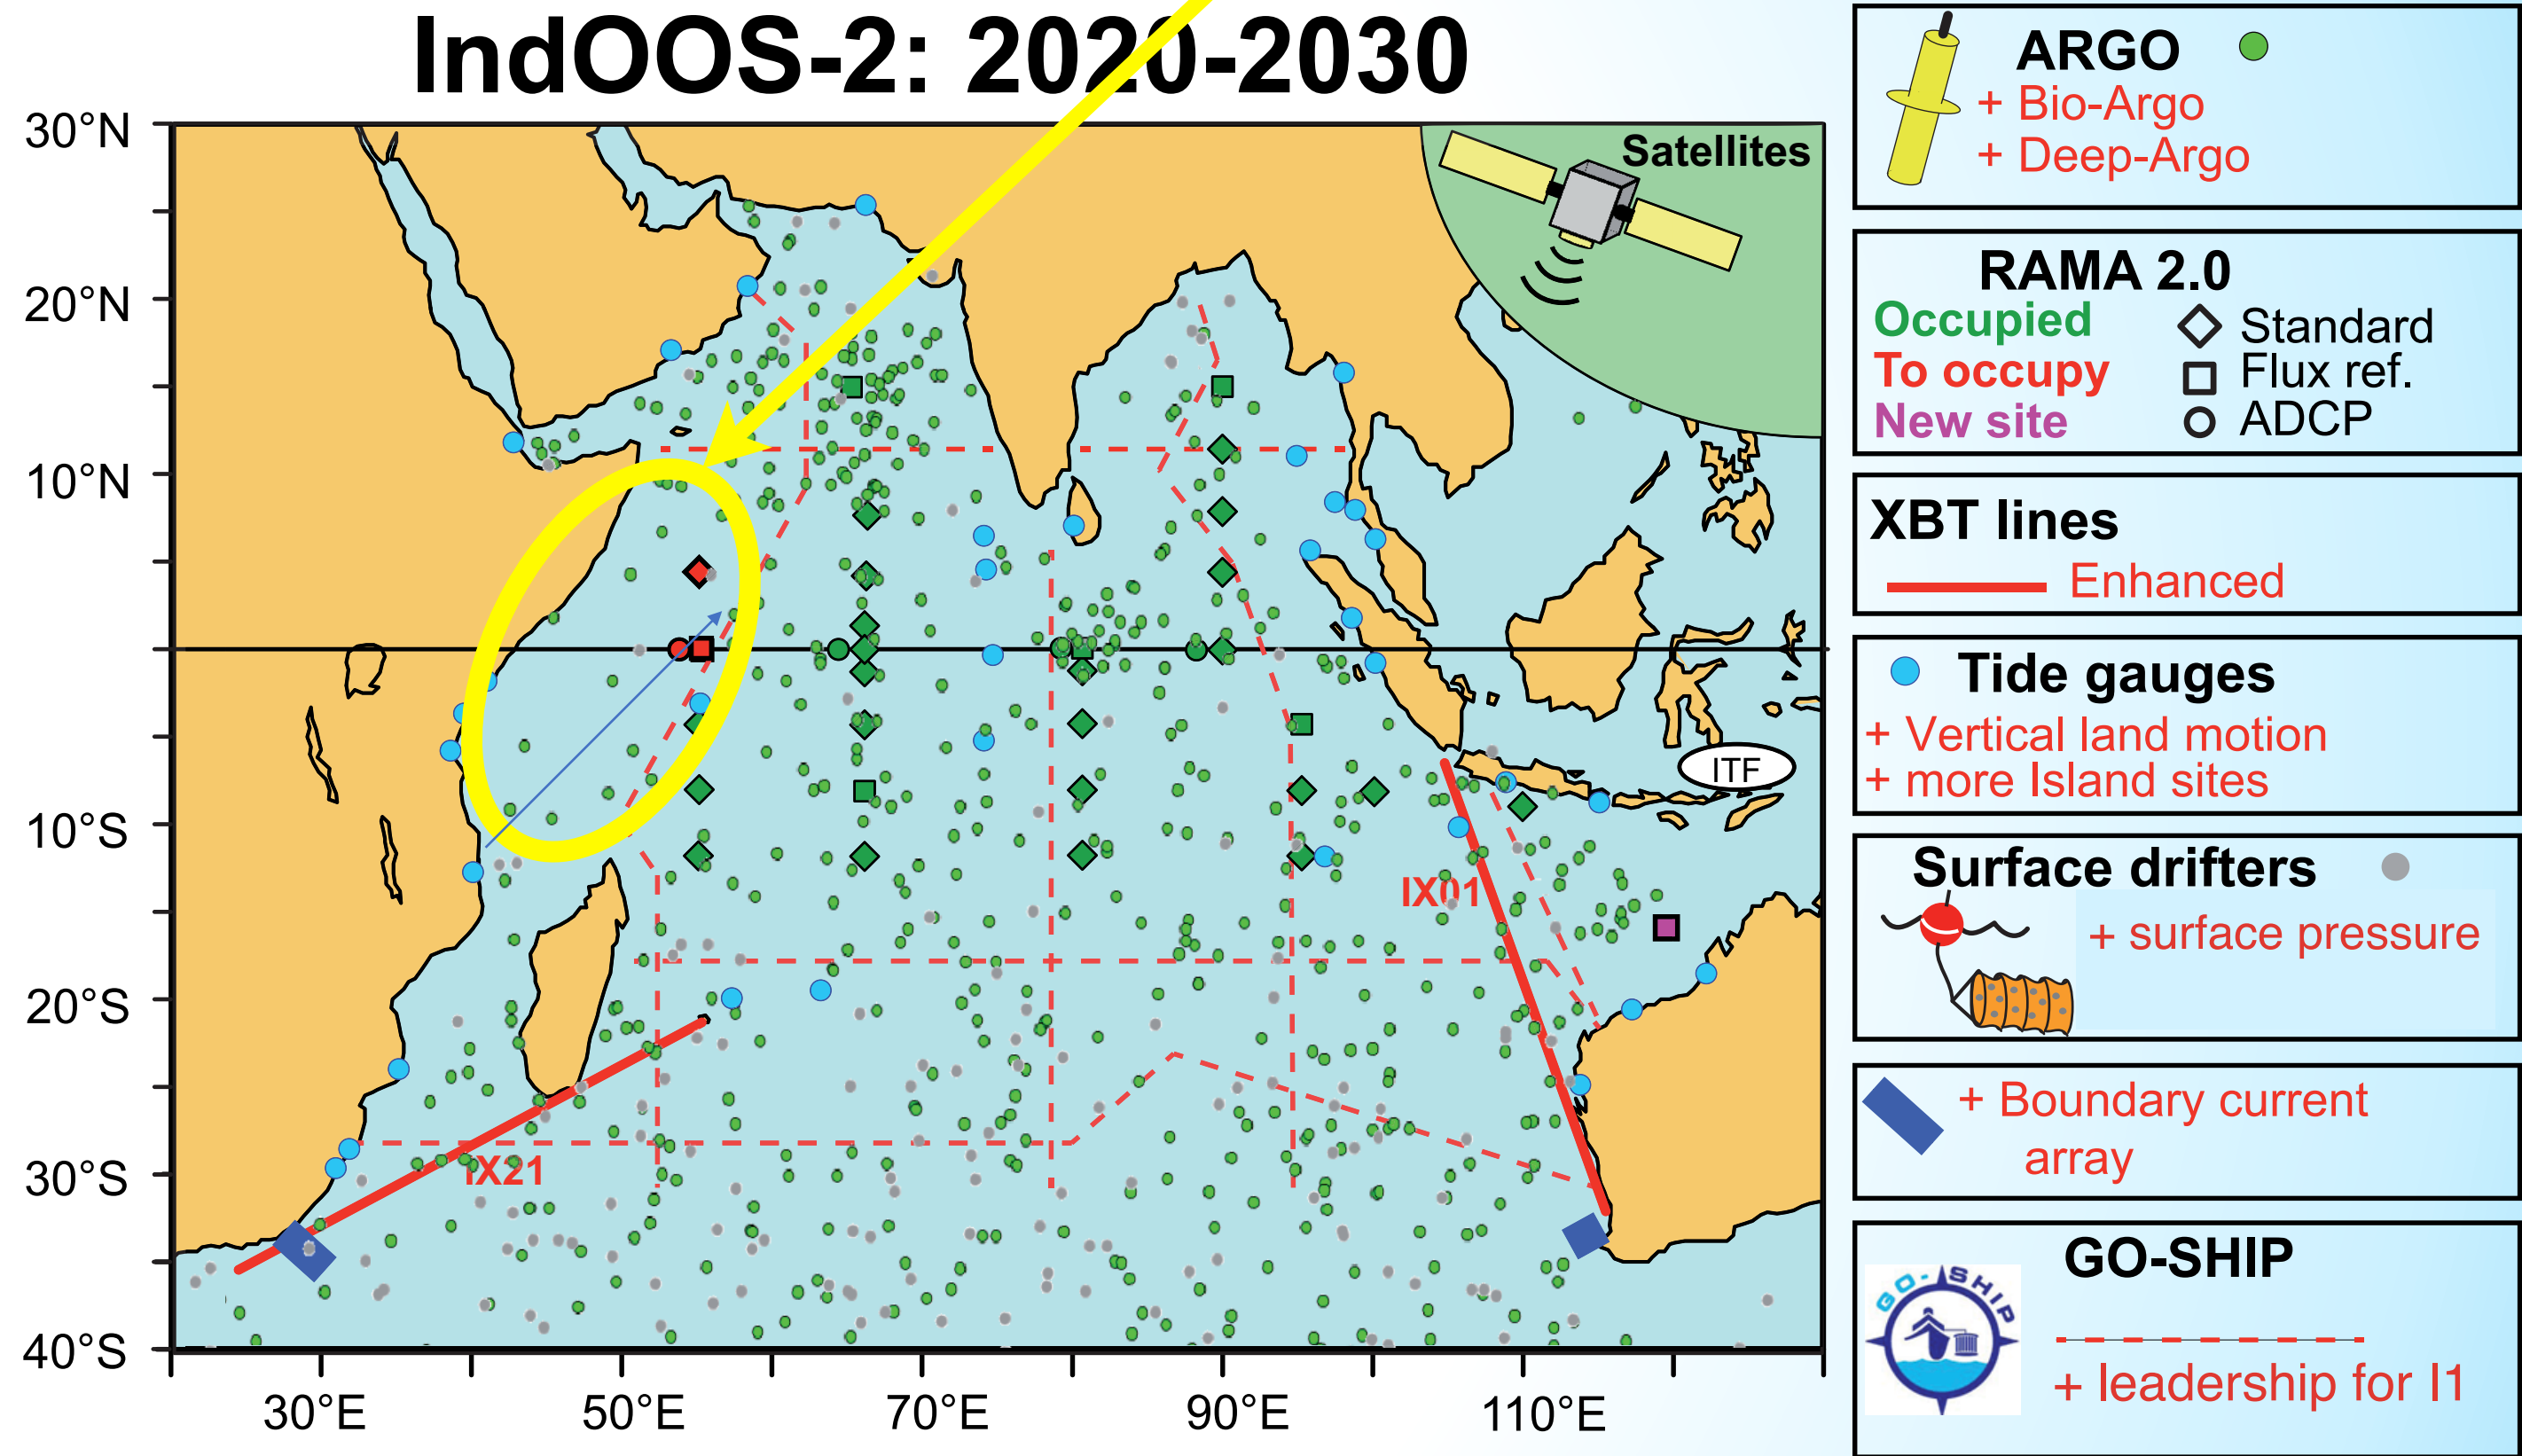 IndOOS-2: 2020-2030
30°N
20°N
10°N
10°S
20°S
30°S
40°S
30°E
50°E
70°E
90°E
110°E
Satellites
ITF
IX01
IX21
ARGO
+ Bio-Argo
+ Deep-Argo
RAMA 2.0
Occupied
Standard
To occupy
Flux ref.
New site
ADCP
XBT lines
Enhanced
Tide gauges
+ Vertical land motion
+ more Island sites
Surface drifters
+ surface pressure
+ Boundary current
array
GO-SHIP
GO-SHIP
+ leadership for I1